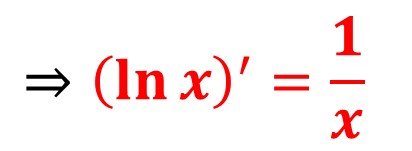 ⇒ (ln x)′ = 1/x